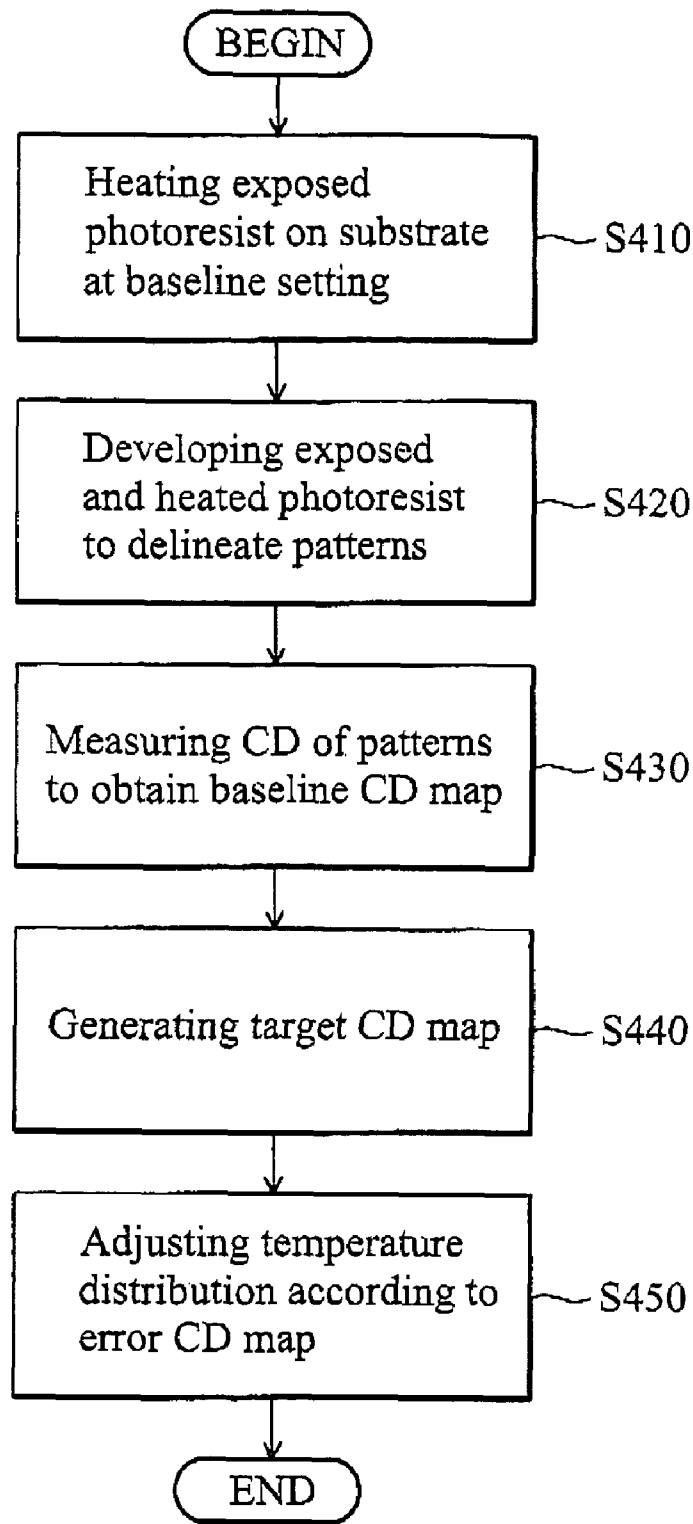 BEGIN
Heating exposed
photoresist on substrate
at baseline setting
S410
Developing exposed
and heated photoresist
to delineate patterns
S420
Measuring CD of patterns
to obtain baseline CD map
S430
Generating target CD map
S440
Adjusting temperature
distribution according to
error CD map
S450
END